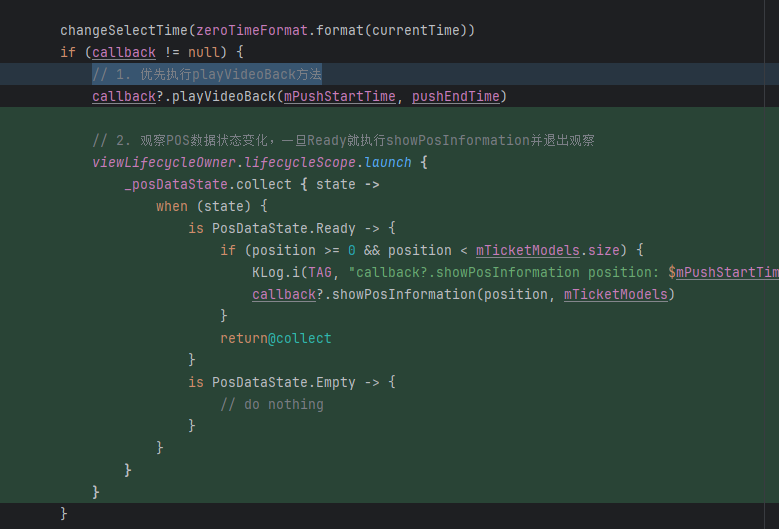 changeSelectTime(zeroTimeFormat.format(currentTime))
if (callback != null) {
// 1. 优先执行playVideoBack方法
callback?.playVideoBack(mPushStartTime, pushEndTime)
// 2. 观察POS数据状态变化，一旦Ready就执行showPosInformation并退出观察
viewLifecycleOwner.lifecycleScope.launch {
_posDataState.collect { state ->
when (state) {
is PosDataState.Ready -> {
if (position >= 0 && position < mTicketModels.size) {
KLog.i(TAG, "callback?.showPosInformation position: $mPushStartTim
callback?.showPosInformation(position, mTicketModels)
}
return@collect
}
is PosDataState.Empty -> {
// do nothing
}
}
}
}
}